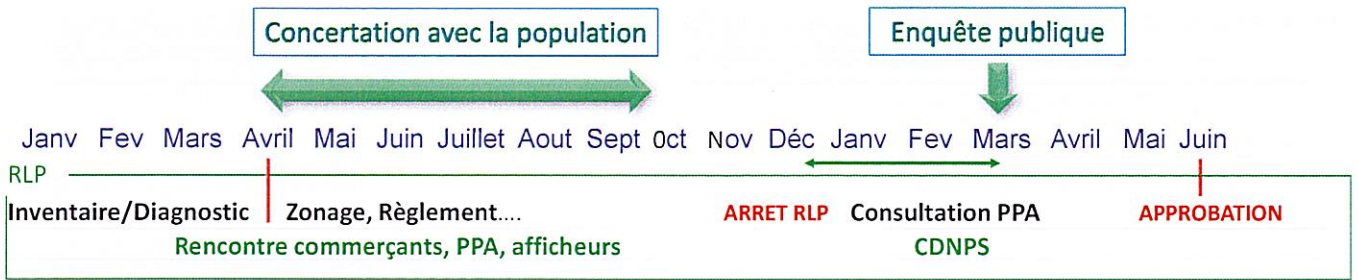 Concertation avec la population Enquête publique
Janv Fev Mars Avril Mai Juin Juillet Aout Sept Oct Nov Déc Janv Fev Mars Avril Mai Juin
RLP
Inventaire/Diagnostic Zonage, Règlement.... ARRET RLP Consultation PPA APPROBATION
Rencontre commerçants, PPA, afficheurs CDNPS